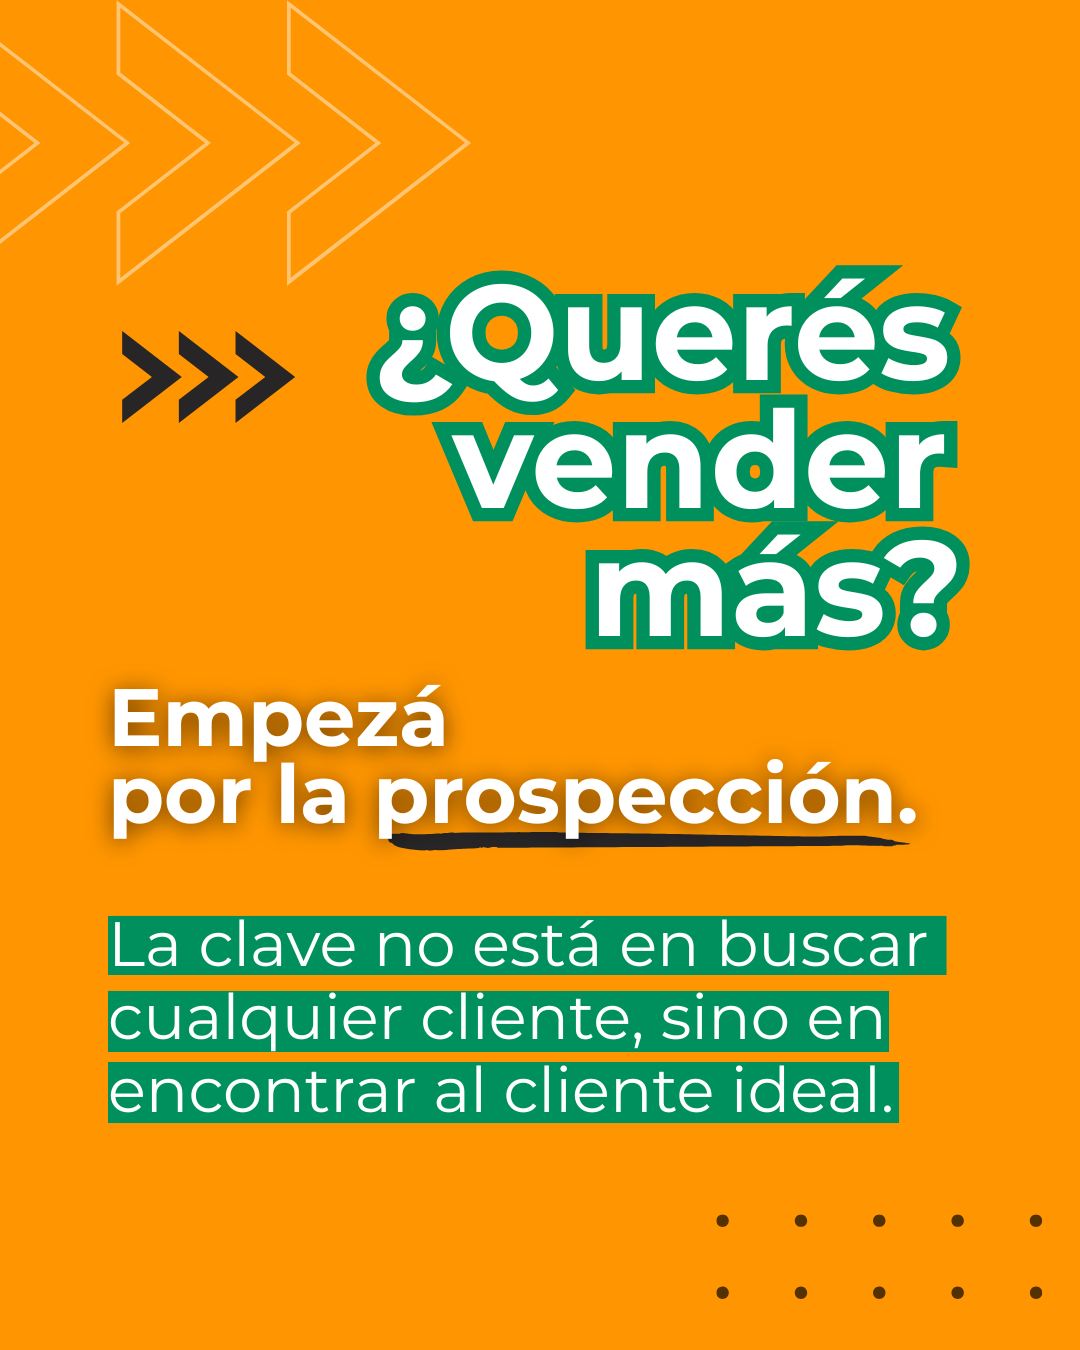 ¿Querés
vender
más?
Empezá
por la prospección.
La clave no está en buscar
cualquier cliente, sino en
encontrar al cliente ideal.